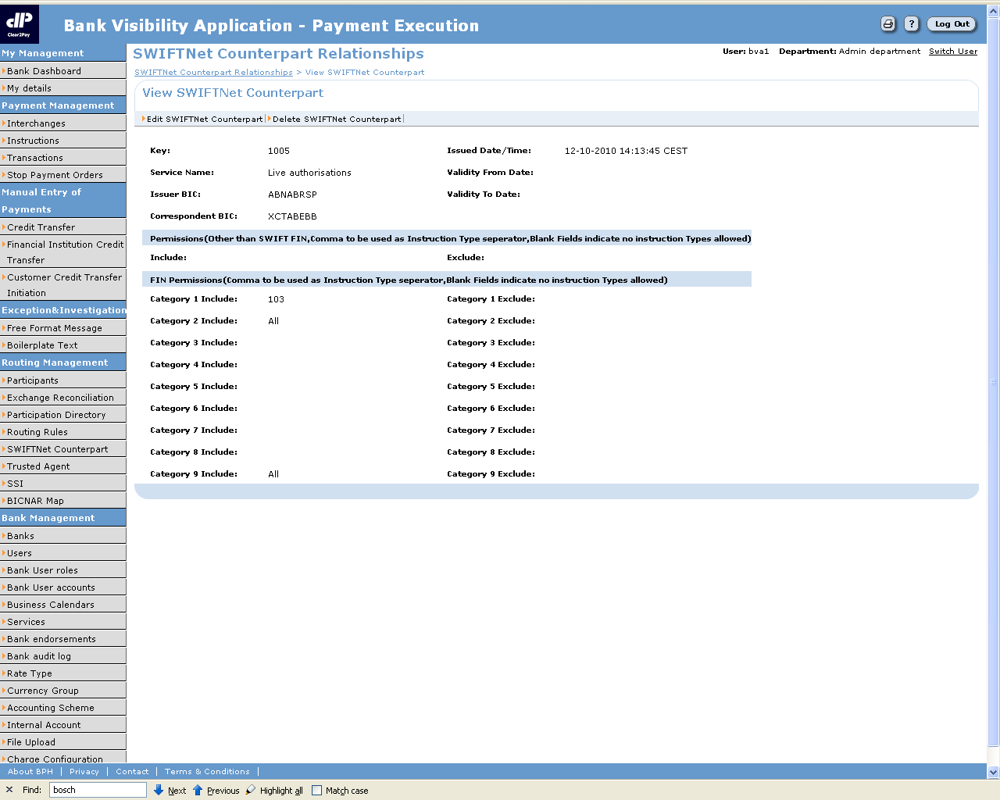 Clear2Pay
Bank Visibility Application - Payment Execution
? Log Out
My Management
Bank Dashboard
My details
Payment Management
Interchanges
Instructions
Transactions
Stop Payment Orders
Manual Entry of
Payments
Credit Transfer
Financial Institution Credit
Transfer
Customer Credit Transfer
Initiation
Exception&Investigation
Free Format Message
Boilerplate Text
Routing Management
Participants
Exchange Reconciliation
Participation Directory
Routing Rules
SWIFTNet Counterpart
Trusted Agent
SSI
BICNAR Map
Bank Management
Banks
Users
Bank User roles
Bank User accounts
Business Calendars
Services
Bank endorsements
Bank audit log
Rate Type
Currency Group
Accounting Scheme
Internal Account
File Upload
Charge Configuration
SWIFTNet Counterpart Relationships
User: bva1 Department: Admin department Switch User
SWIFTNet Counterpart Relationships > View SWIFTNet Counterpart
View SWIFTNet Counterpart
Edit SWIFTNet Counterpart | Delete SWIFTNet Counterpart |
Key: 1005 Issued Date/Time: 12-10-2010 14:13:45 CEST
Service Name: Live authorisations Validity From Date:
Issuer BIC: ABNABRSP Validity To Date:
Correspondent BIC: XCTABEBB
Permissions(Other than SWIFT FIN,Comma to be used as Instruction Type seperator,Blank Fields indicate no instruction Types allowed)
Include: Exclude:
FIN Permissions(Comma to be used as Instruction Type seperator,Blank Fields indicate no instruction Types allowed)
Category 1 Include: 103 Category 1 Exclude:
Category 2 Include: All Category 2 Exclude:
Category 3 Include: Category 3 Exclude:
Category 4 Include: Category 4 Exclude:
Category 5 Include: Category 5 Exclude:
Category 6 Include: Category 6 Exclude:
Category 7 Include: Category 7 Exclude:
Category 8 Include: Category 8 Exclude:
Category 9 Include: All Category 9 Exclude:
About BPH | Privacy | Contact | Terms & Conditions |
Find: bosch Next Previous Highlight all Match case